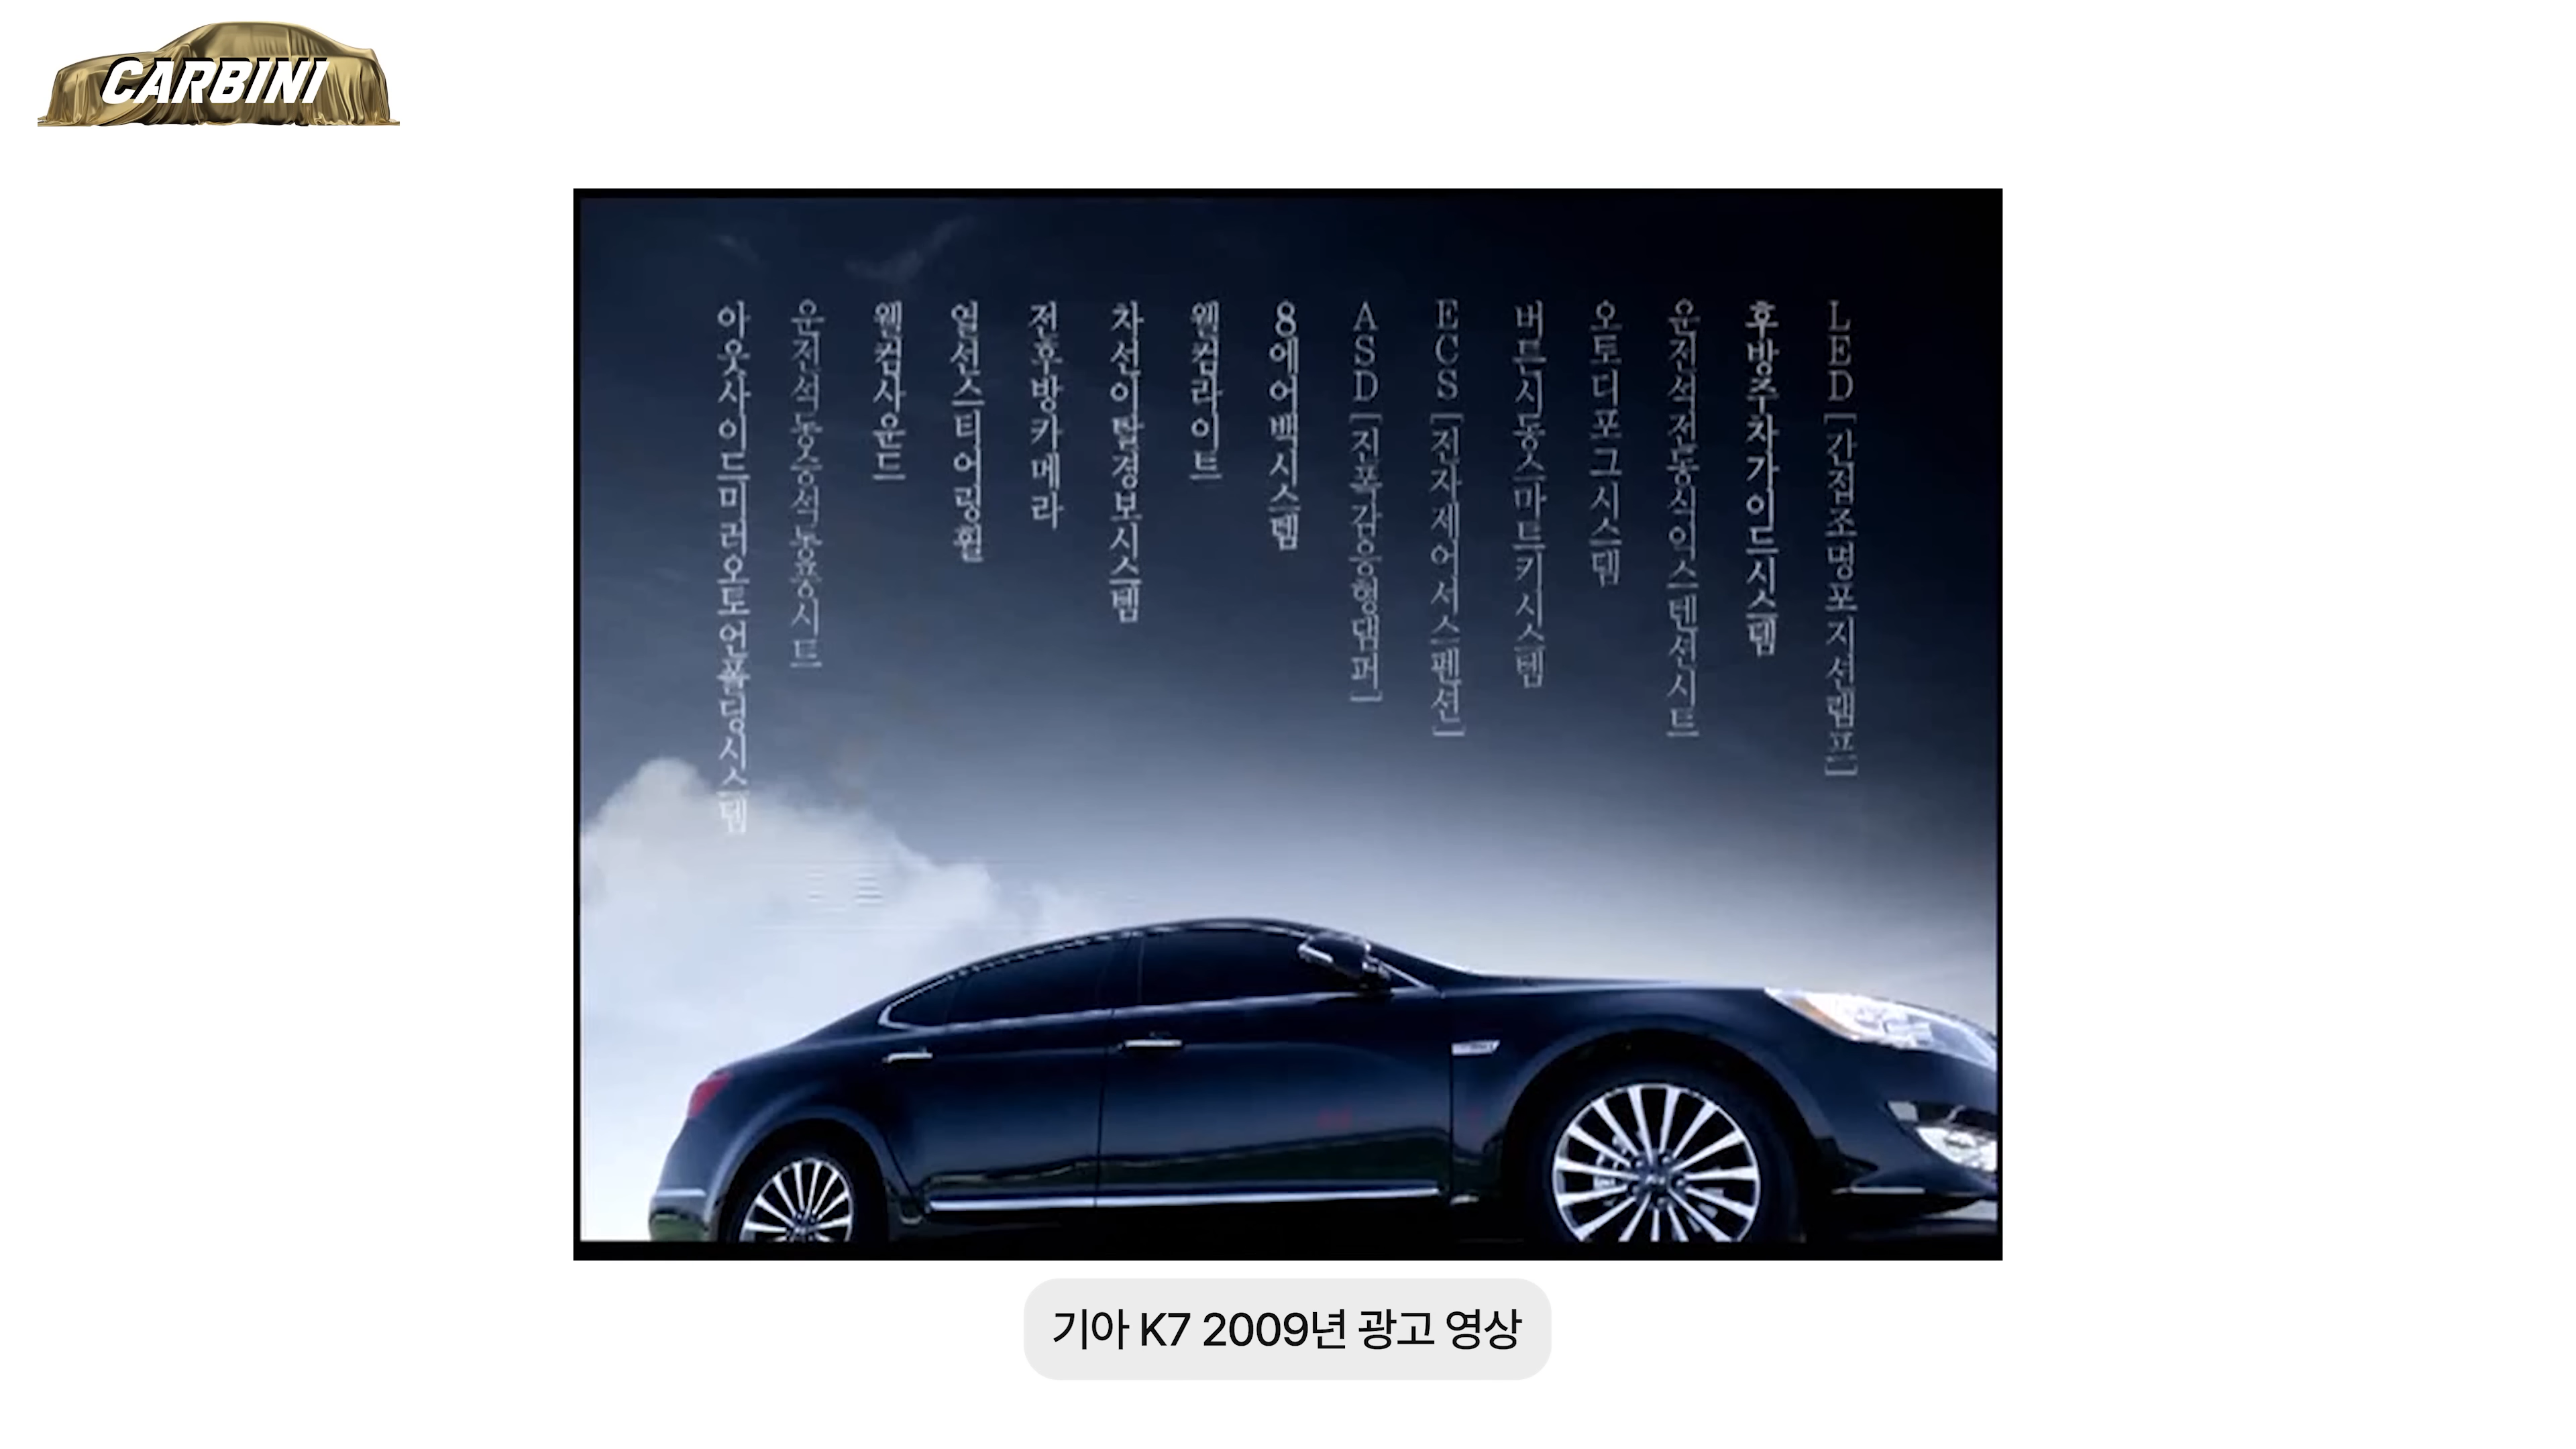 CARBINI
아웃사이드미러오토언폴딩시스템
운전석동승석통풍시트
웰컴사운드
열선스티어링휠
전후방카메라
차선이탈경보시스템
웰컴라이트
8에어백시스템
ASD[진폭감응형댐퍼]
ECS[전자제어서스펜션]
버튼시동스마트키시스템
오토디포그시스템
운전석전동식익스텐션시트
후방주차가이드시스템
LED[간접조명포지션램프]
기아 K7 2009년 광고 영상